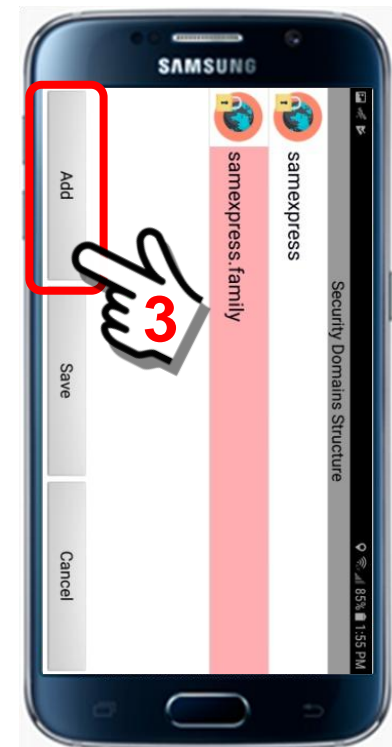 SAMSUNG
85% 1:55 PM
Security Domains Structure
samexpress
samexpress.family
Add
Save
Cancel
3